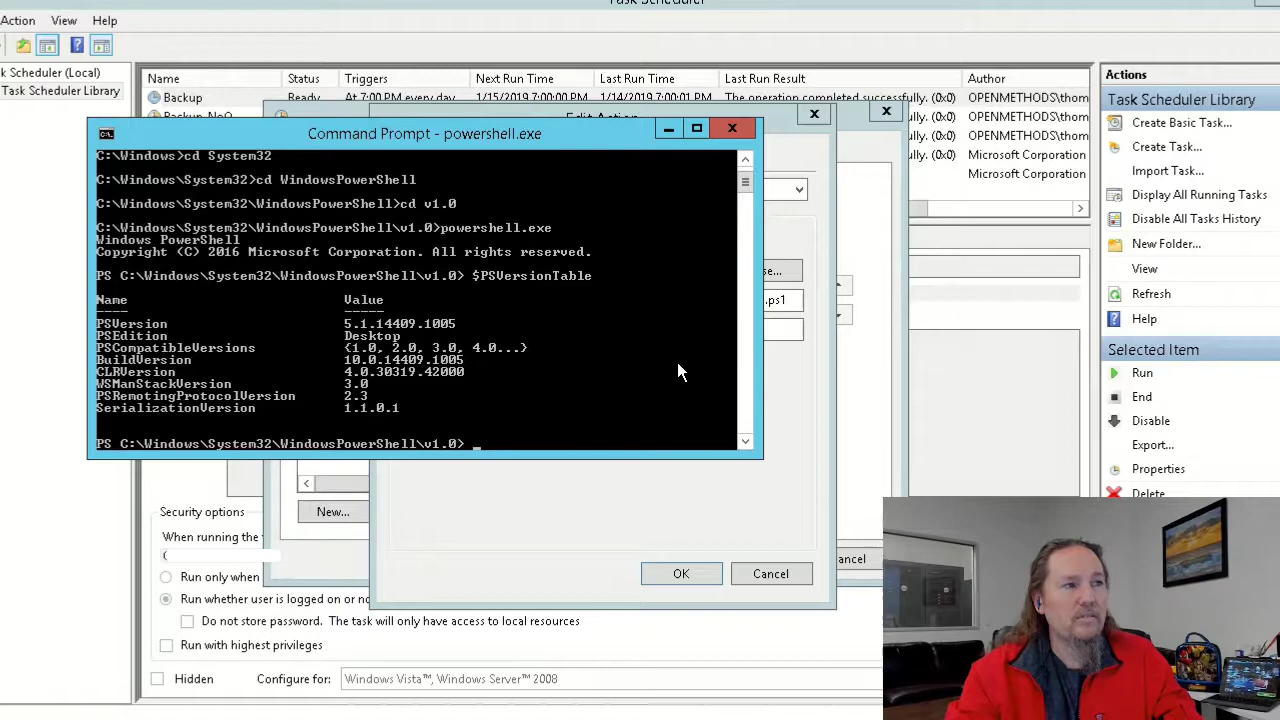 Task Scheduler
Action View Help
k Scheduler (Local)
Task Scheduler Library
Name Status Triggers Next Run Time Last Run Time Last Run Result Author
Backup Ready At 7:00 PM every day 1/15/2019 7:00:00 PM 1/14/2019 7:00:01 PM The operation completed successfully. (0x0) OPENMETHODS\thom
(0x0) OPENMETHODS\thom
(0x0) OPENMETHODS\thom
(0x0) Microsoft Corporation
Microsoft Corporation
Edit Action
Command Prompt - powershell.exe
C:\Windows>cd System32
C:\Windows\System32>cd WindowsPowerShell
C:\Windows\System32\WindowsPowerShell>cd v1.0
C:\Windows\System32\WindowsPowerShell\v1.0>powershell.exe
Windows PowerShell
Copyright (C) 2016 Microsoft Corporation. All rights reserved.
PS C:\Windows\System32\WindowsPowerShell\v1.0> $PSVersionTable
Name Value
---- -----
PSVersion 5.1.14409.1005
PSEdition Desktop
PSCompatibleVersions {1.0, 2.0, 3.0, 4.0...}
BuildVersion 10.0.14409.1005
CLRVersion 4.0.30319.42000
WSManStackVersion 3.0
PSRemotingProtocolVersion 2.3
SerializationVersion 1.1.0.1
PS C:\Windows\System32\WindowsPowerShell\v1.0> _
se...
.ps1
New...
OK
Cancel
ancel
Security options
When running the
(
Run only when
Run whether user is logged on or no
Do not store password. The task will only have access to local resources
Run with highest privileges
Hidden
Configure for: Windows Vista™, Windows Server™ 2008
Actions
Task Scheduler Library
Create Basic Task...
Create Task...
Import Task...
Display All Running Tasks
Disable All Tasks History
New Folder...
View
Refresh
Help
Selected Item
Run
End
Disable
Export...
Properties
Delete